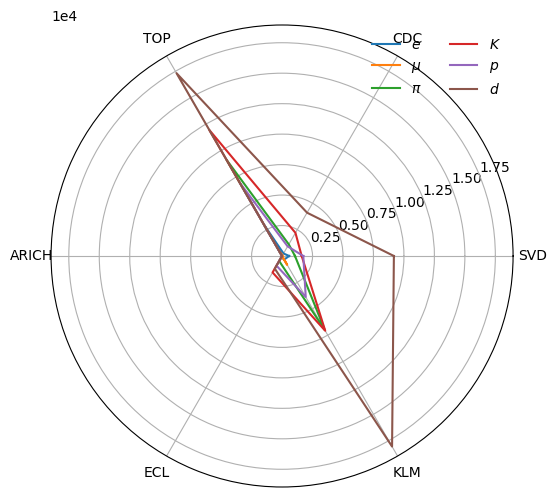 1e4
TOP
CDC
e K
μ p
π d
1.75
1.50
1.25
1.00
0.75
0.50
0.25
ARICH
SVD
ECL
KLM